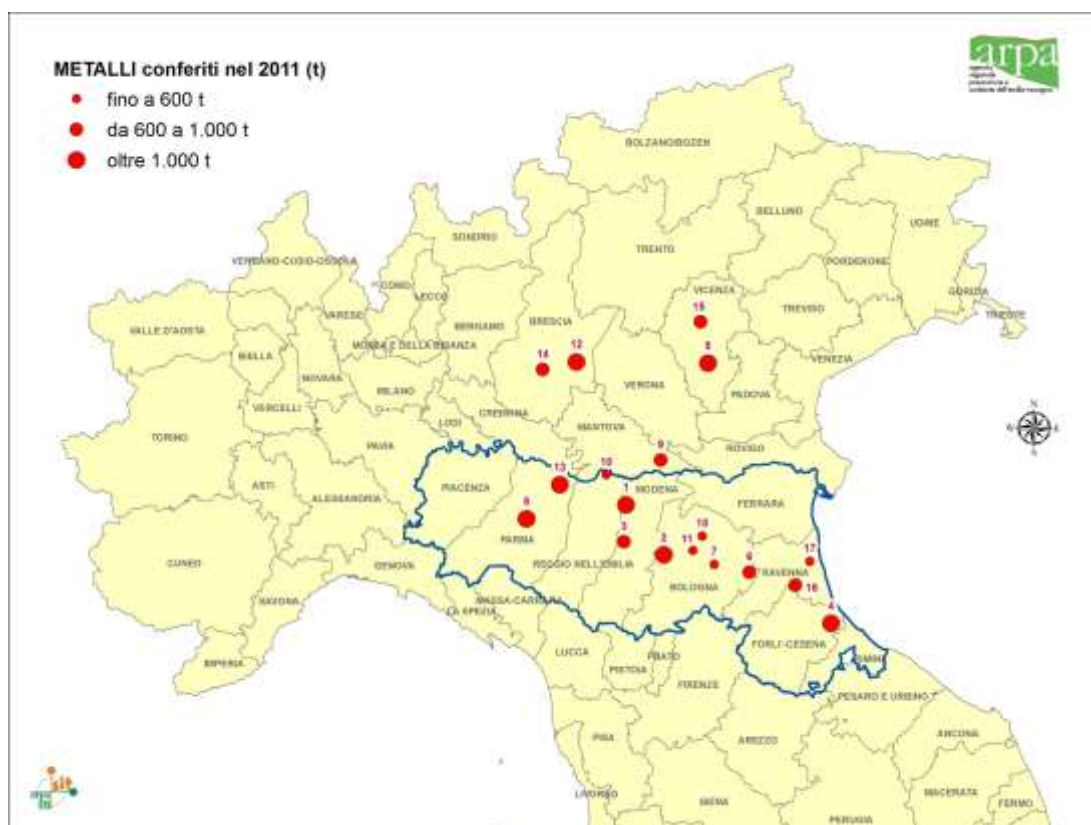 METALLI conferiti nel 2011 (t)
fino a 600 t
da 600 a 1.000 t
oltre 1.000 t
arpa
BOLZANO/BOZEN
BELLUNO
UDINE
SONDRIO
TRENTO
PORDENONE
VERBANO-CUSIO-OSSOLA
COMO
LECCO
VICENZA
GORIZIA
VALLE D'AOSTA
VARESE
BERGAMO
BRESCIA
15
TREVISO
TRIESTE
BIELLA
MONZA E DELLA BRIANZA
14
12
8
VENEZIA
NOVARA
MILANO
VERONA
PADOVA
VERCELLI
CREMONA
LODI
MANTOVA
TORINO
PAVIA
9
ROVIGO
N
W
E
S
ASTI
ALESSANDRIA
PIACENZA
13
10
1
MODENA
FERRARA
PARMA
3
2
11
7
CUNEO
GENOVA
REGGIO NELL'EMILIA
BOLOGNA
17
RAVENNA
16
SAVONA
MASSA-CARRARA
LA SPEZIA
4
IMPERIA
LUCCA
PISTOIA
PRATO
FORLI'-CESENA
RIMINI
FIRENZE
PESARO E URBINO
PISA
AREZZO
ANCONA
LIVORNO
SIENA
MACERATA
PERUGIA
FERMO